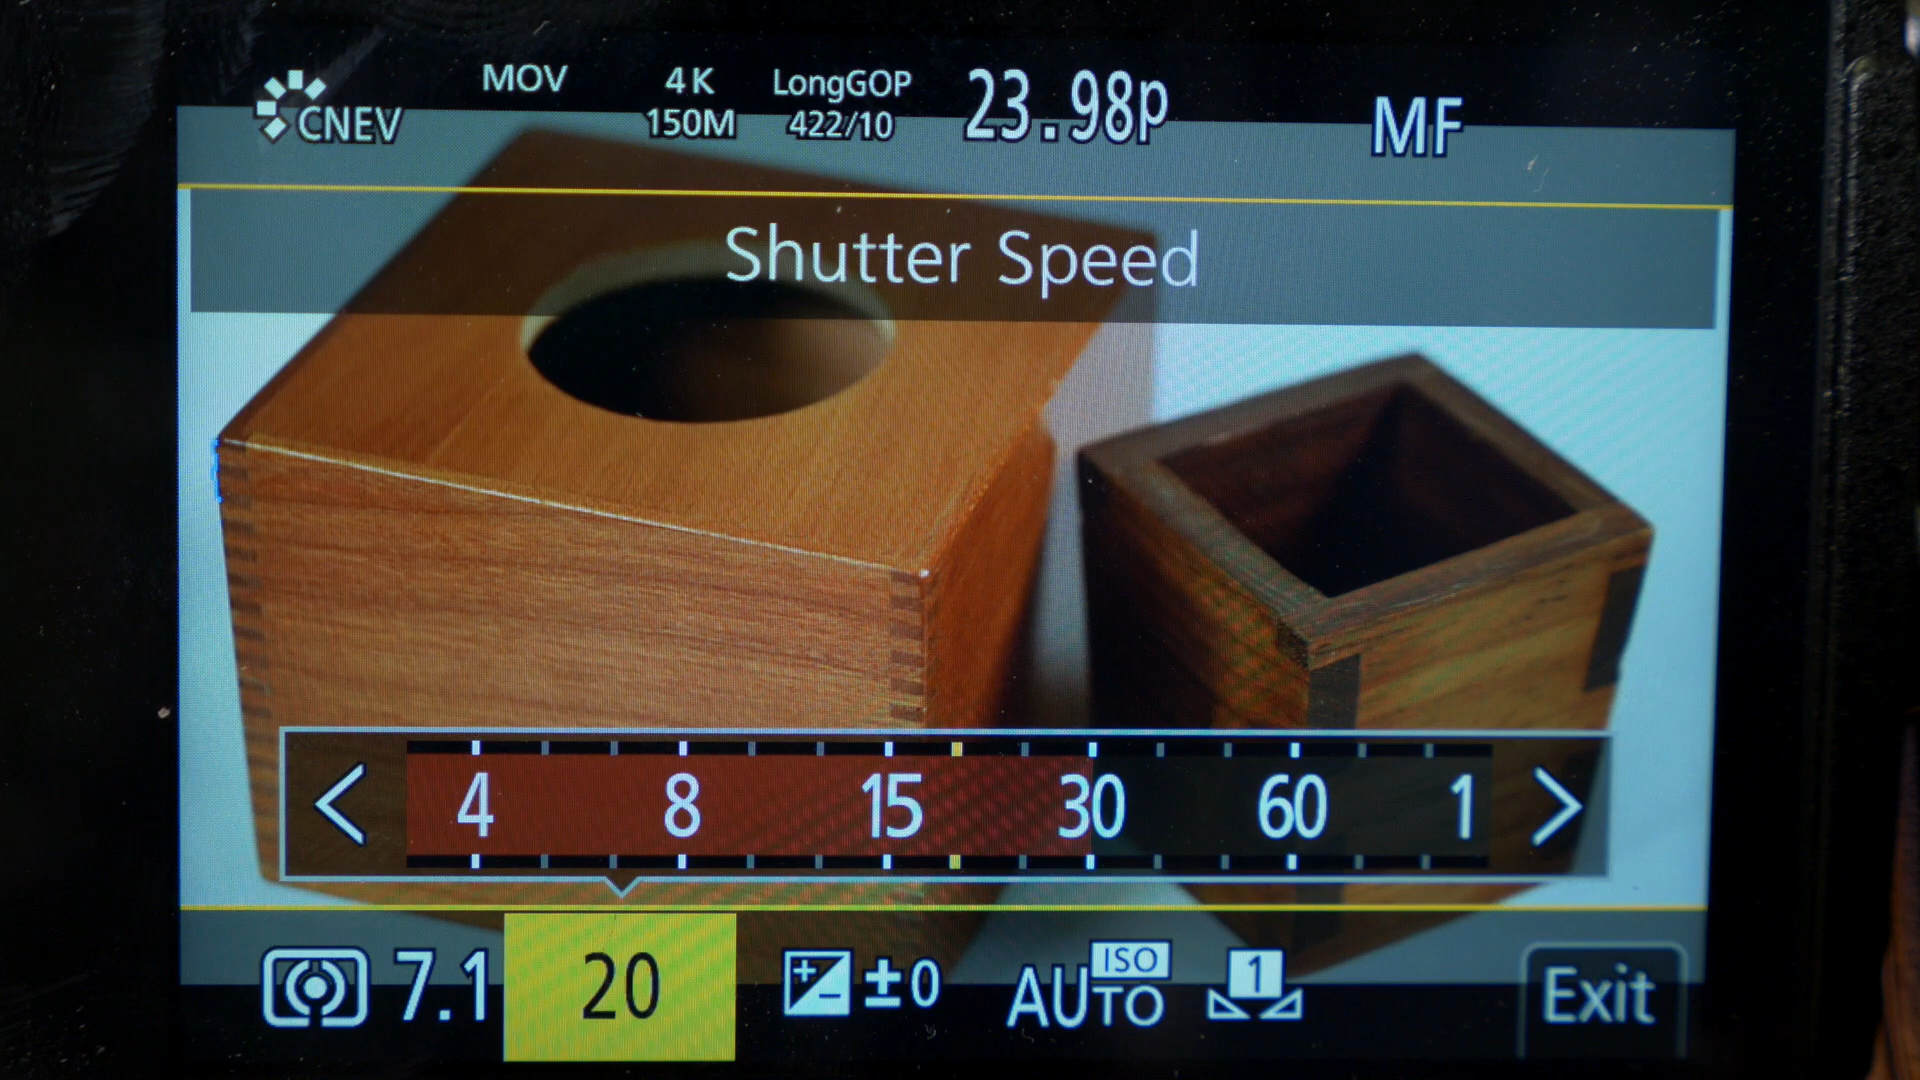 CNEV
MOV
4K
150M
LongGOP
422/10
23.98p
MF
Shutter Speed
4 8 15 30 60 1
7.1
20
±0
ISO
AUTO
1
Exit